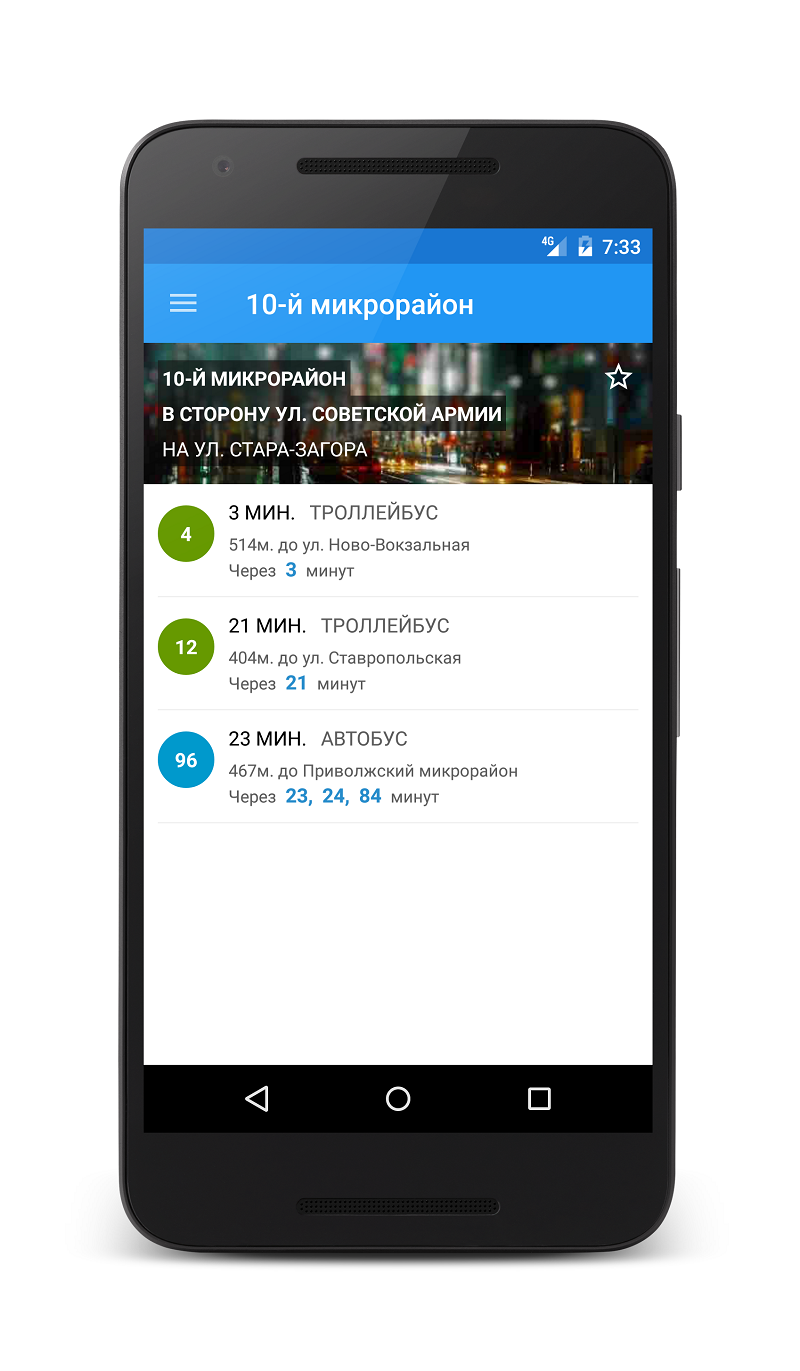 4G 7:33
10-й микрорайон
10-Й МИКРОРАЙОН
В СТОРОНУ УЛ. СОВЕТСКОЙ АРМИИ
НА УЛ. СТАРА-ЗАГОРА
4
3 МИН. ТРОЛЛЕЙБУС
514м. до ул. Ново-Вокзальная
Через 3 минут
12
21 МИН. ТРОЛЛЕЙБУС
404м. до ул. Ставропольская
Через 21 минут
96
23 МИН. АВТОБУС
467м. до Приволжский микрорайон
Через 23, 24, 84 минут